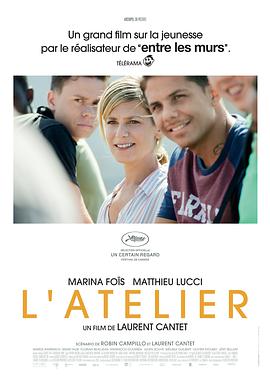 Un grand film sur la jeunesse
par le réalisateur de "entre les murs".
TÉLÉRAMA
SÉLECTION OFFICIELLE
UN CERTAIN REGARD
FESTIVAL DE CANNES
MARINA FOÏS MATTHIEU LUCCI
L'ATELIER
UN FILM DE LAURENT CANTET
SCÉNARIO DE ROBIN CAMPILLO ET LAURENT CANTET